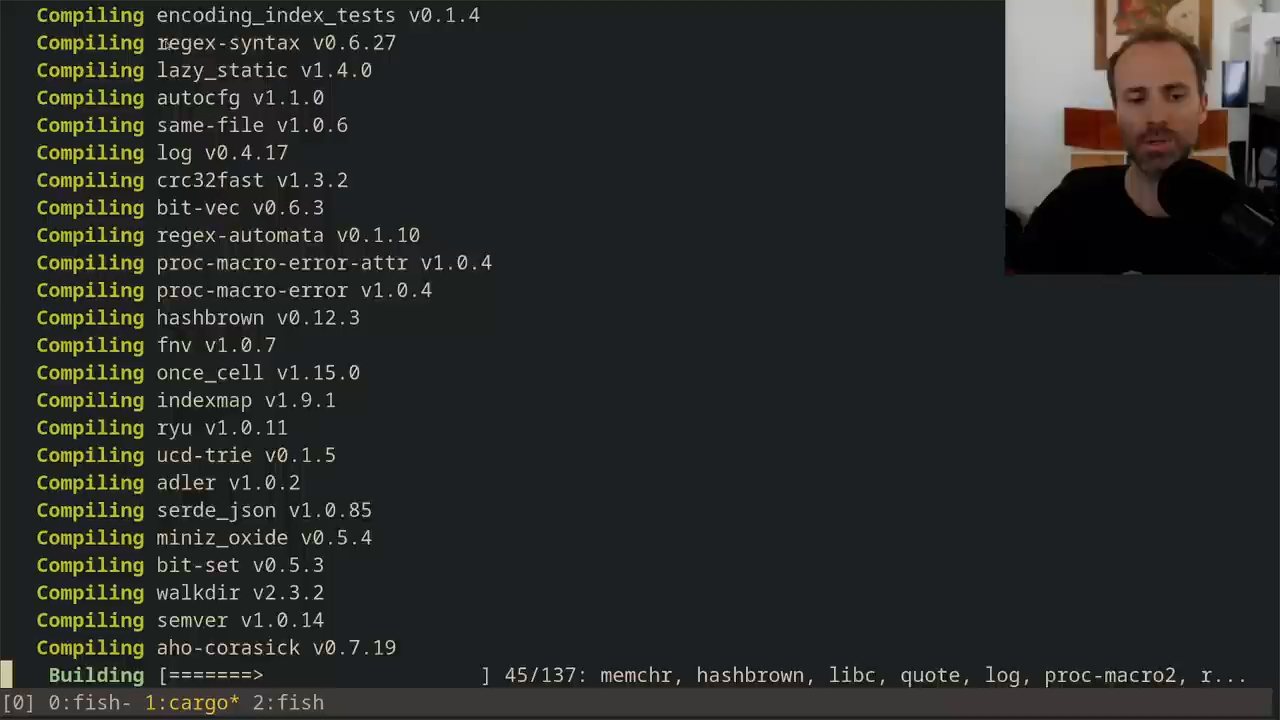 Compiling encoding_index_tests v0.1.4
Compiling regex-syntax v0.6.27
Compiling lazy_static v1.4.0
Compiling autocfg v1.1.0
Compiling same-file v1.0.6
Compiling log v0.4.17
Compiling crc32fast v1.3.2
Compiling bit-vec v0.6.3
Compiling regex-automata v0.1.10
Compiling proc-macro-error-attr v1.0.4
Compiling proc-macro-error v1.0.4
Compiling hashbrown v0.12.3
Compiling fnv v1.0.7
Compiling once_cell v1.15.0
Compiling indexmap v1.9.1
Compiling ryu v1.0.11
Compiling ucd-trie v0.1.5
Compiling adler v1.0.2
Compiling serde_json v1.0.85
Compiling miniz_oxide v0.5.4
Compiling bit-set v0.5.3
Compiling walkdir v2.3.2
Compiling semver v1.0.14
Compiling aho-corasick v0.7.19
Building [=======>                  ] 45/137: memchr, hashbrown, libc, quote, log, proc-macro2, r...
[0] 0:fish- 1:cargo* 2:fish